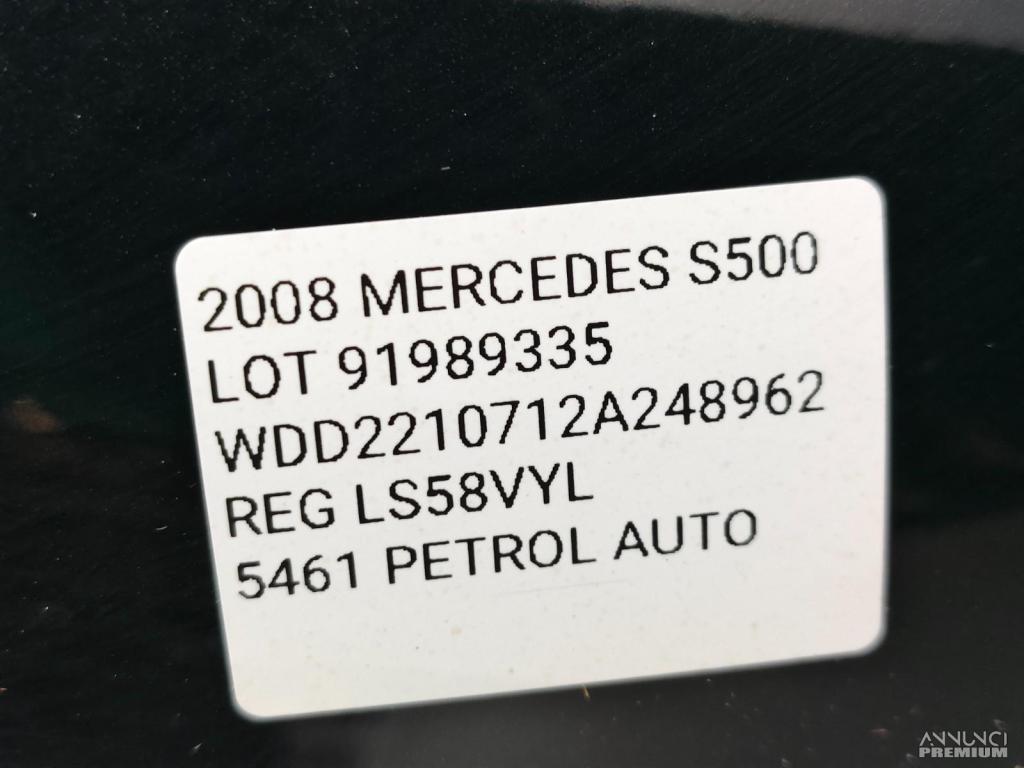 2008 MERCEDES S500
LOT 91989335
WDD2210712A248962
REG LS58VYL
5461 PETROL AUTO
ANNUNCI
PREMIUM